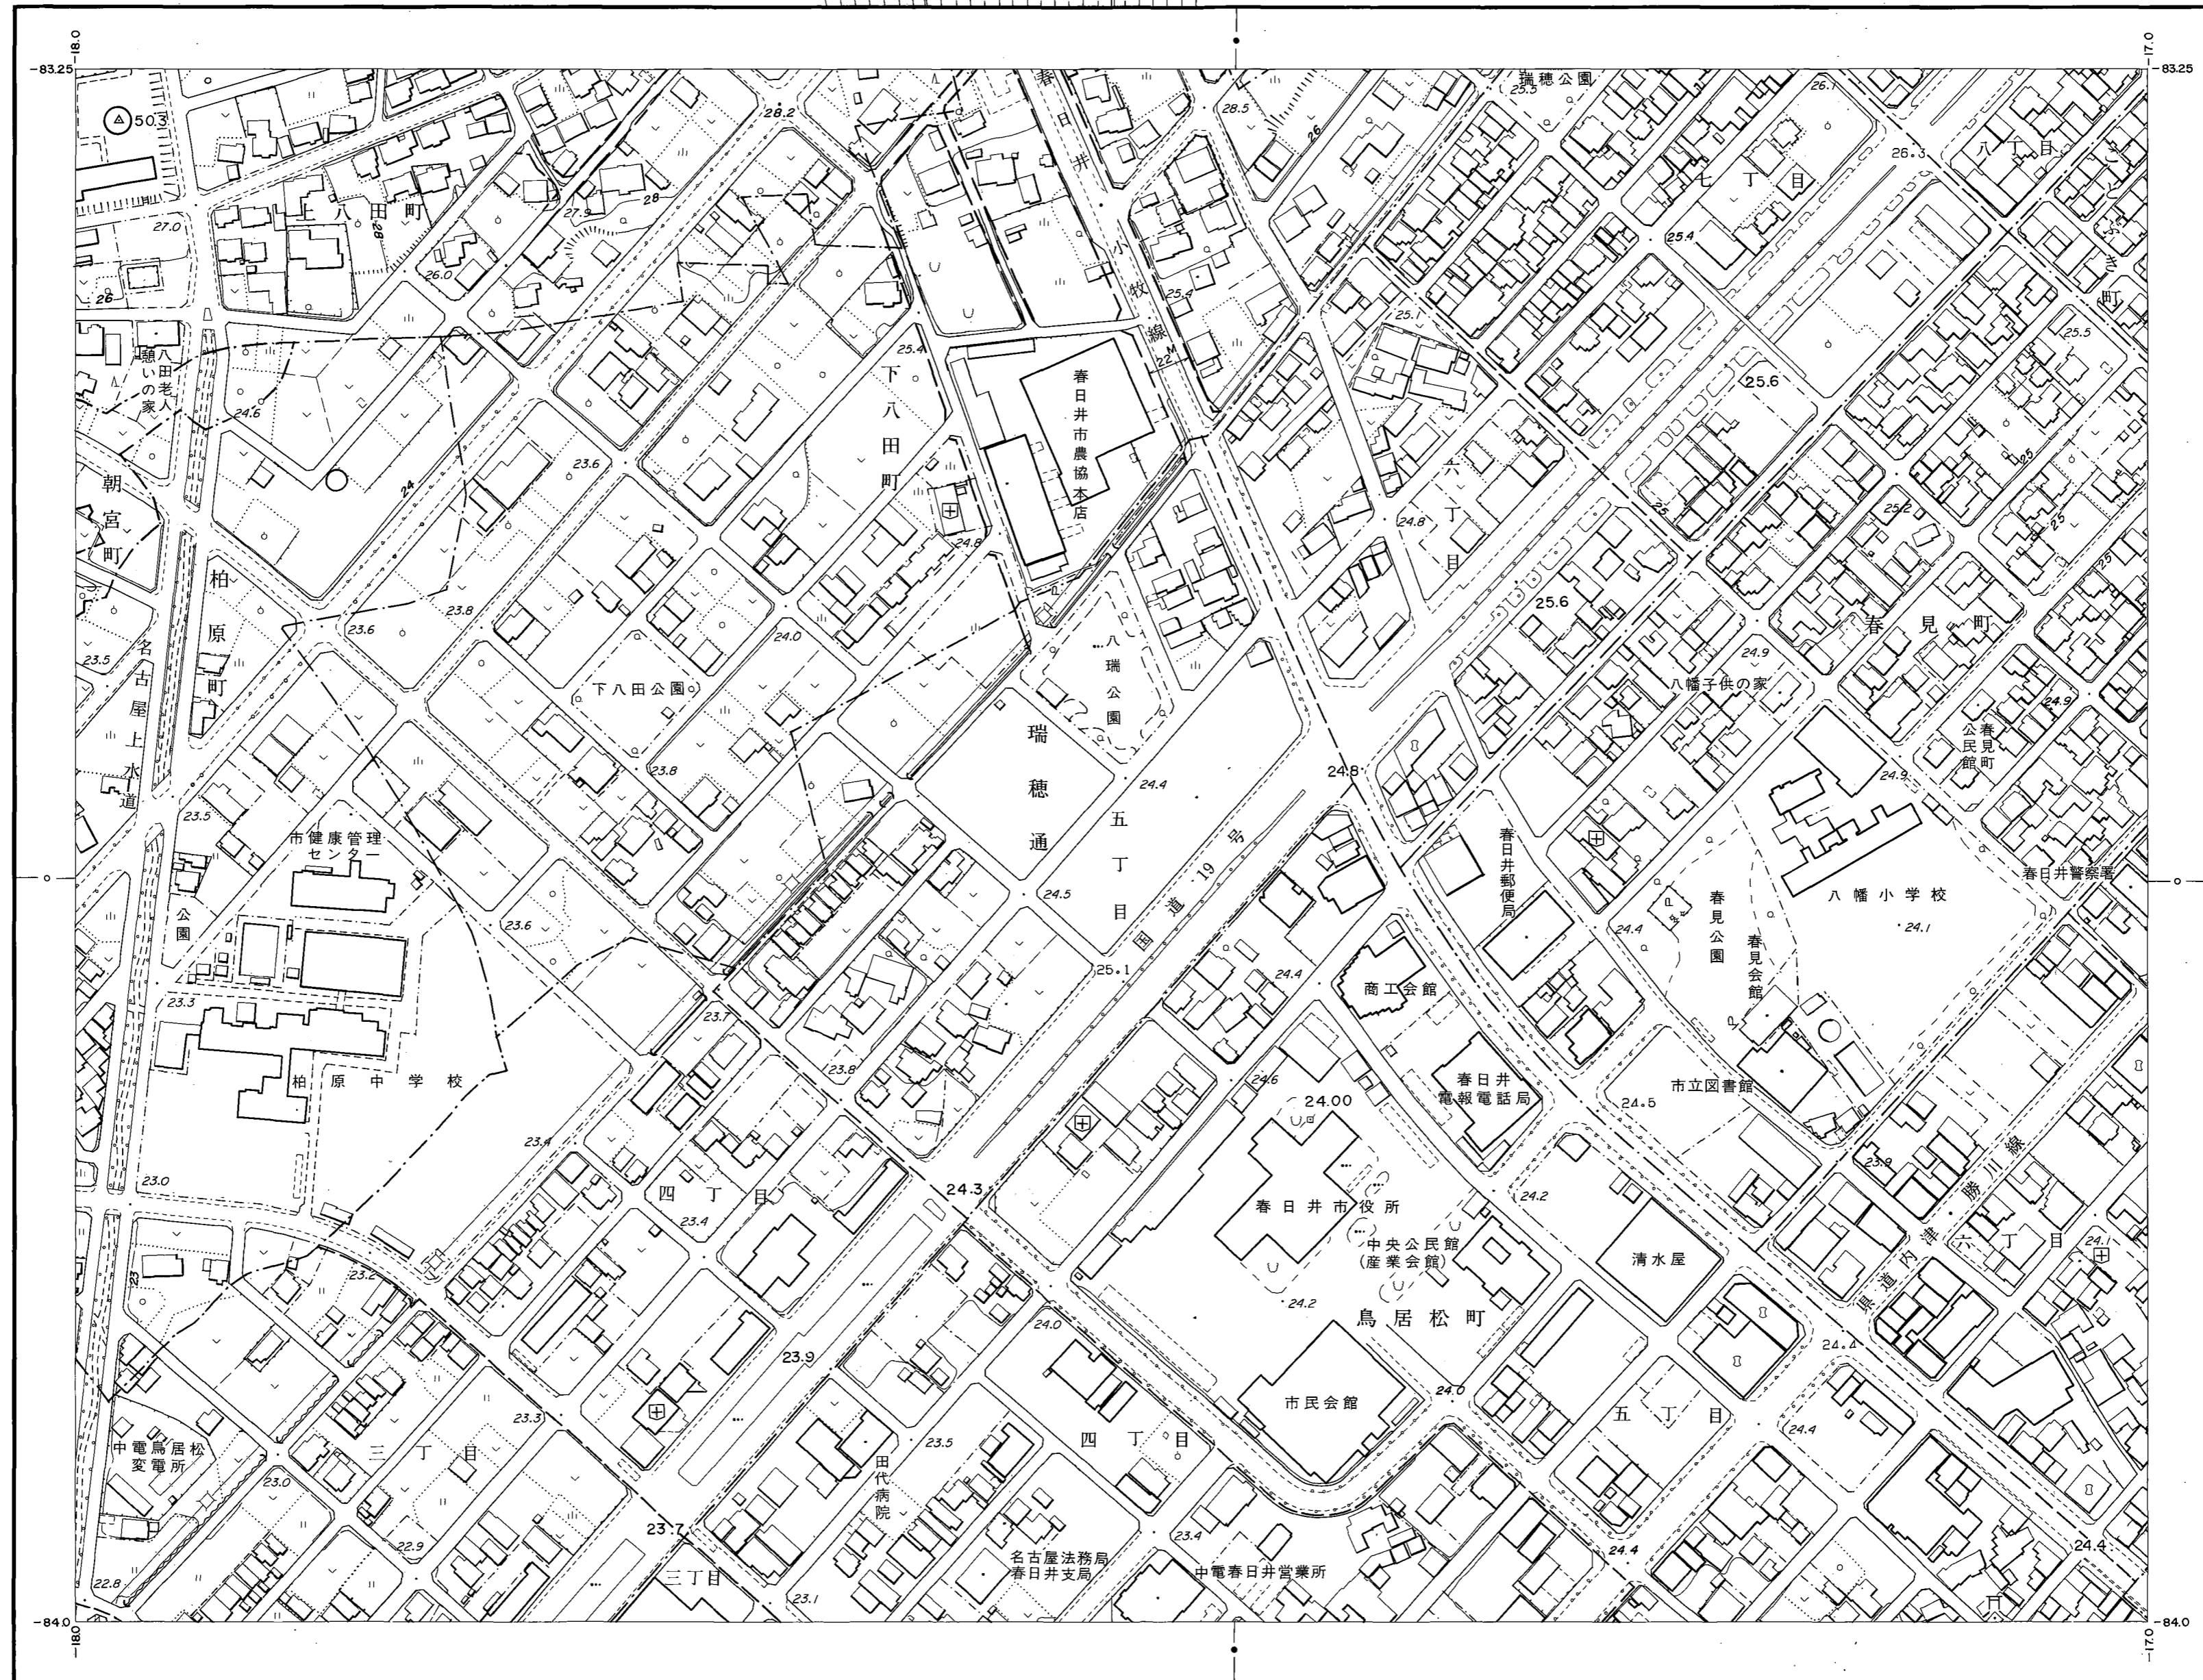 -18.0
-17.0
-83.25
-83.25
瑞穂公園
25.5
26.1
28.2
28.5
26
503
八丁目
26.3
七丁目
春日井小牧線
上八田町
27.9
28
28
27.0
25.4
26.0
26
25.4
25.1
ことぶき町
25.5
22M
八田老人
憩いの家
25.4
下八田町
春日井市農協本店
25.6
24.6
23.6
24
朝宮町
24.8
24.8
六丁目
25
25
25.2
25
25
柏原町
23.8
23.6
24.0
25.6
春見町
23.5
名古屋上水道
下八田公園
八瑞公園
24.9
八幡子供の家
24.9
春見町
公民館
瑞穂通
23.8
24.4
24.8
24.9
23.5
市健康管理
センター
五丁目
国道19号
春日井郵便局
春日井警察署
八幡小学校
24.1
24.5
公園
23.6
24.4
春見公園
春見会館
25.1
24.4
商工会館
23.3
23.7
柏原中学校
23.8
24.6
24.00
春日井
電報電話局
市立図書館
24.5
23.4
23.9
23.0
四丁目
24.3
春日井市役所
24.2
県道内津勝川線
23.4
中央公民館
(産業会館)
清水屋
六丁目
24.1
23
23.2
24.2
鳥居松町
24.0
23.9
24.4
24.0
市民会館
23.3
五丁目
24.4
中電鳥居松
変電所
三丁目
23.5
四丁目
田代病院
23.0
22.9
23.7
23.4
24.4
24.4
名古屋法務局
春日井支局
中電春日井営業所
22.8
三丁目
23.1
-84.0
-84.0
-18.0
-17.0